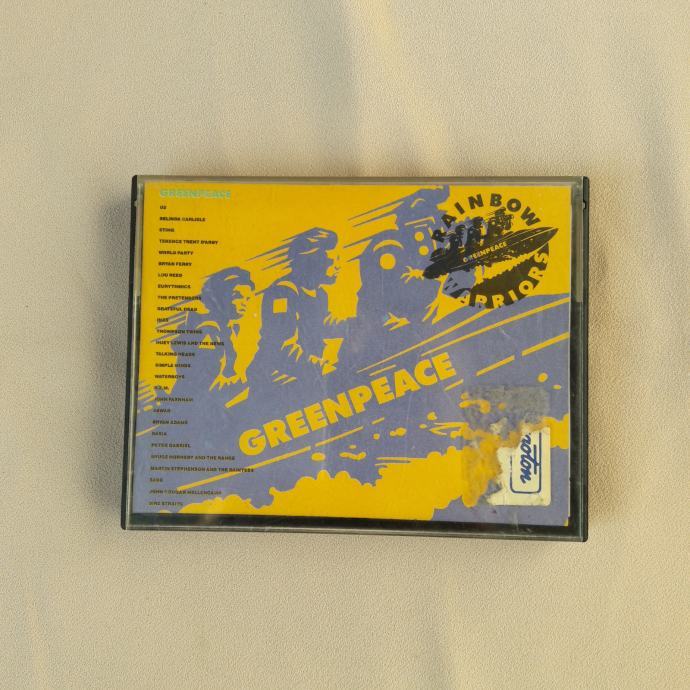 GREENPEACE
U2
BELINDA CARLISLE
STING
TERENCE TRENT D'ARBY
WORLD PARTY
BRYAN FERRY
LOU REED
EURYTHMICS
THE PRETENDERS
GRATEFUL DEAD
INXS
THOMPSON TWINS
HUEY LEWIS AND THE NEWS
TALKING HEADS
SIMPLE MINDS
WATERBOYS
R.E.M.
JOHN FARNHAM
ASWAD
BRYAN ADAMS
BASIA
PETER GABRIEL
BRUCE HORNSBY AND THE RANGE
MARTIN STEPHENSON AND THE DAINTEES
SADE
JOHN COUGAR MELLENCAMP
DIRE STRAITS
RAINBOW
GREENPEACE
WARRIORS
GREENPEACE